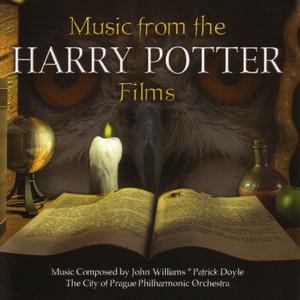 Music from the
HARRY POTTER
Films
Music Composed by John Williams * Patrick Doyle
The City of Prague Philharmonic Orchestra